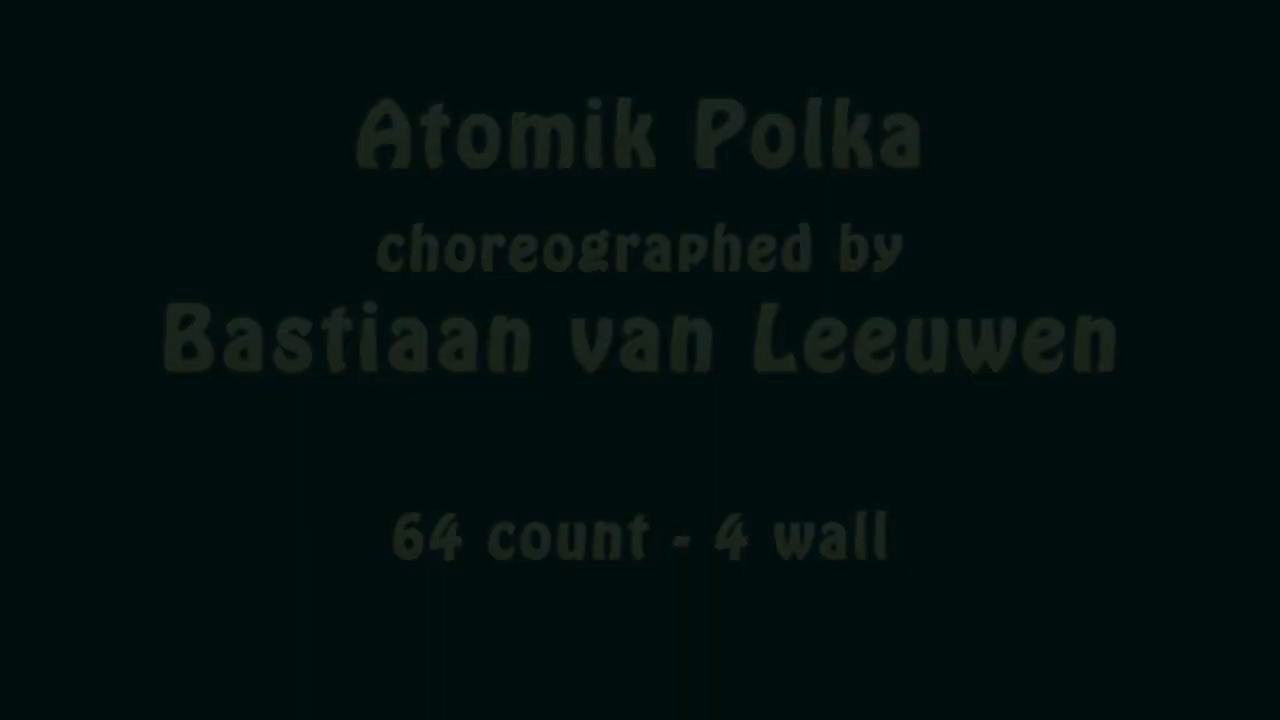 Atomik Polka
choreographed by
Bastiaan van Leeuwen
64 count - 4 wall